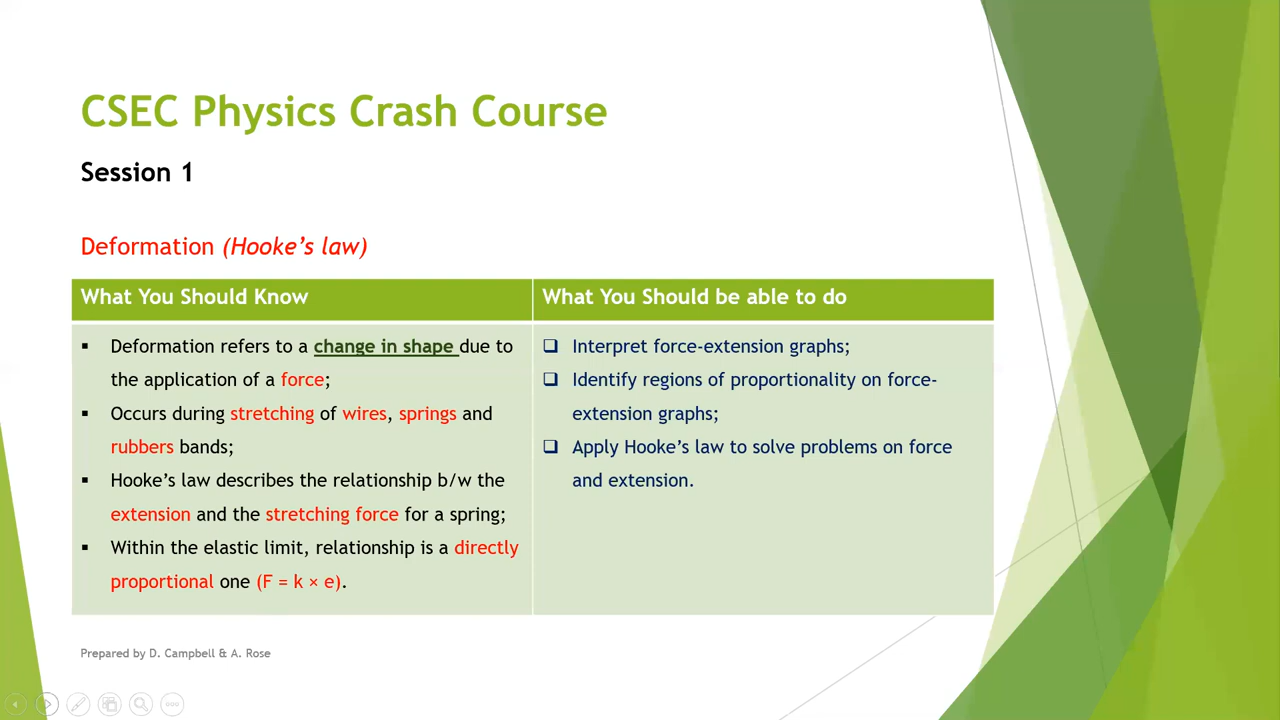 CSEC Physics Crash Course
Session 1
Deformation (Hooke's law)
What You Should Know
Deformation refers to a change in shape due to
the application of a force;
Occurs during stretching of wires, springs and
rubbers bands;
Hooke's law describes the relationship b/w the
extension and the stretching force for a spring;
Within the elastic limit, relationship is a directly
proportional one (F = k × e).
What You Should be able to do
Interpret force-extension graphs;
Identify regions of proportionality on force-
extension graphs;
Apply Hooke's law to solve problems on force
and extension.
Prepared by D. Campbell & A. Rose